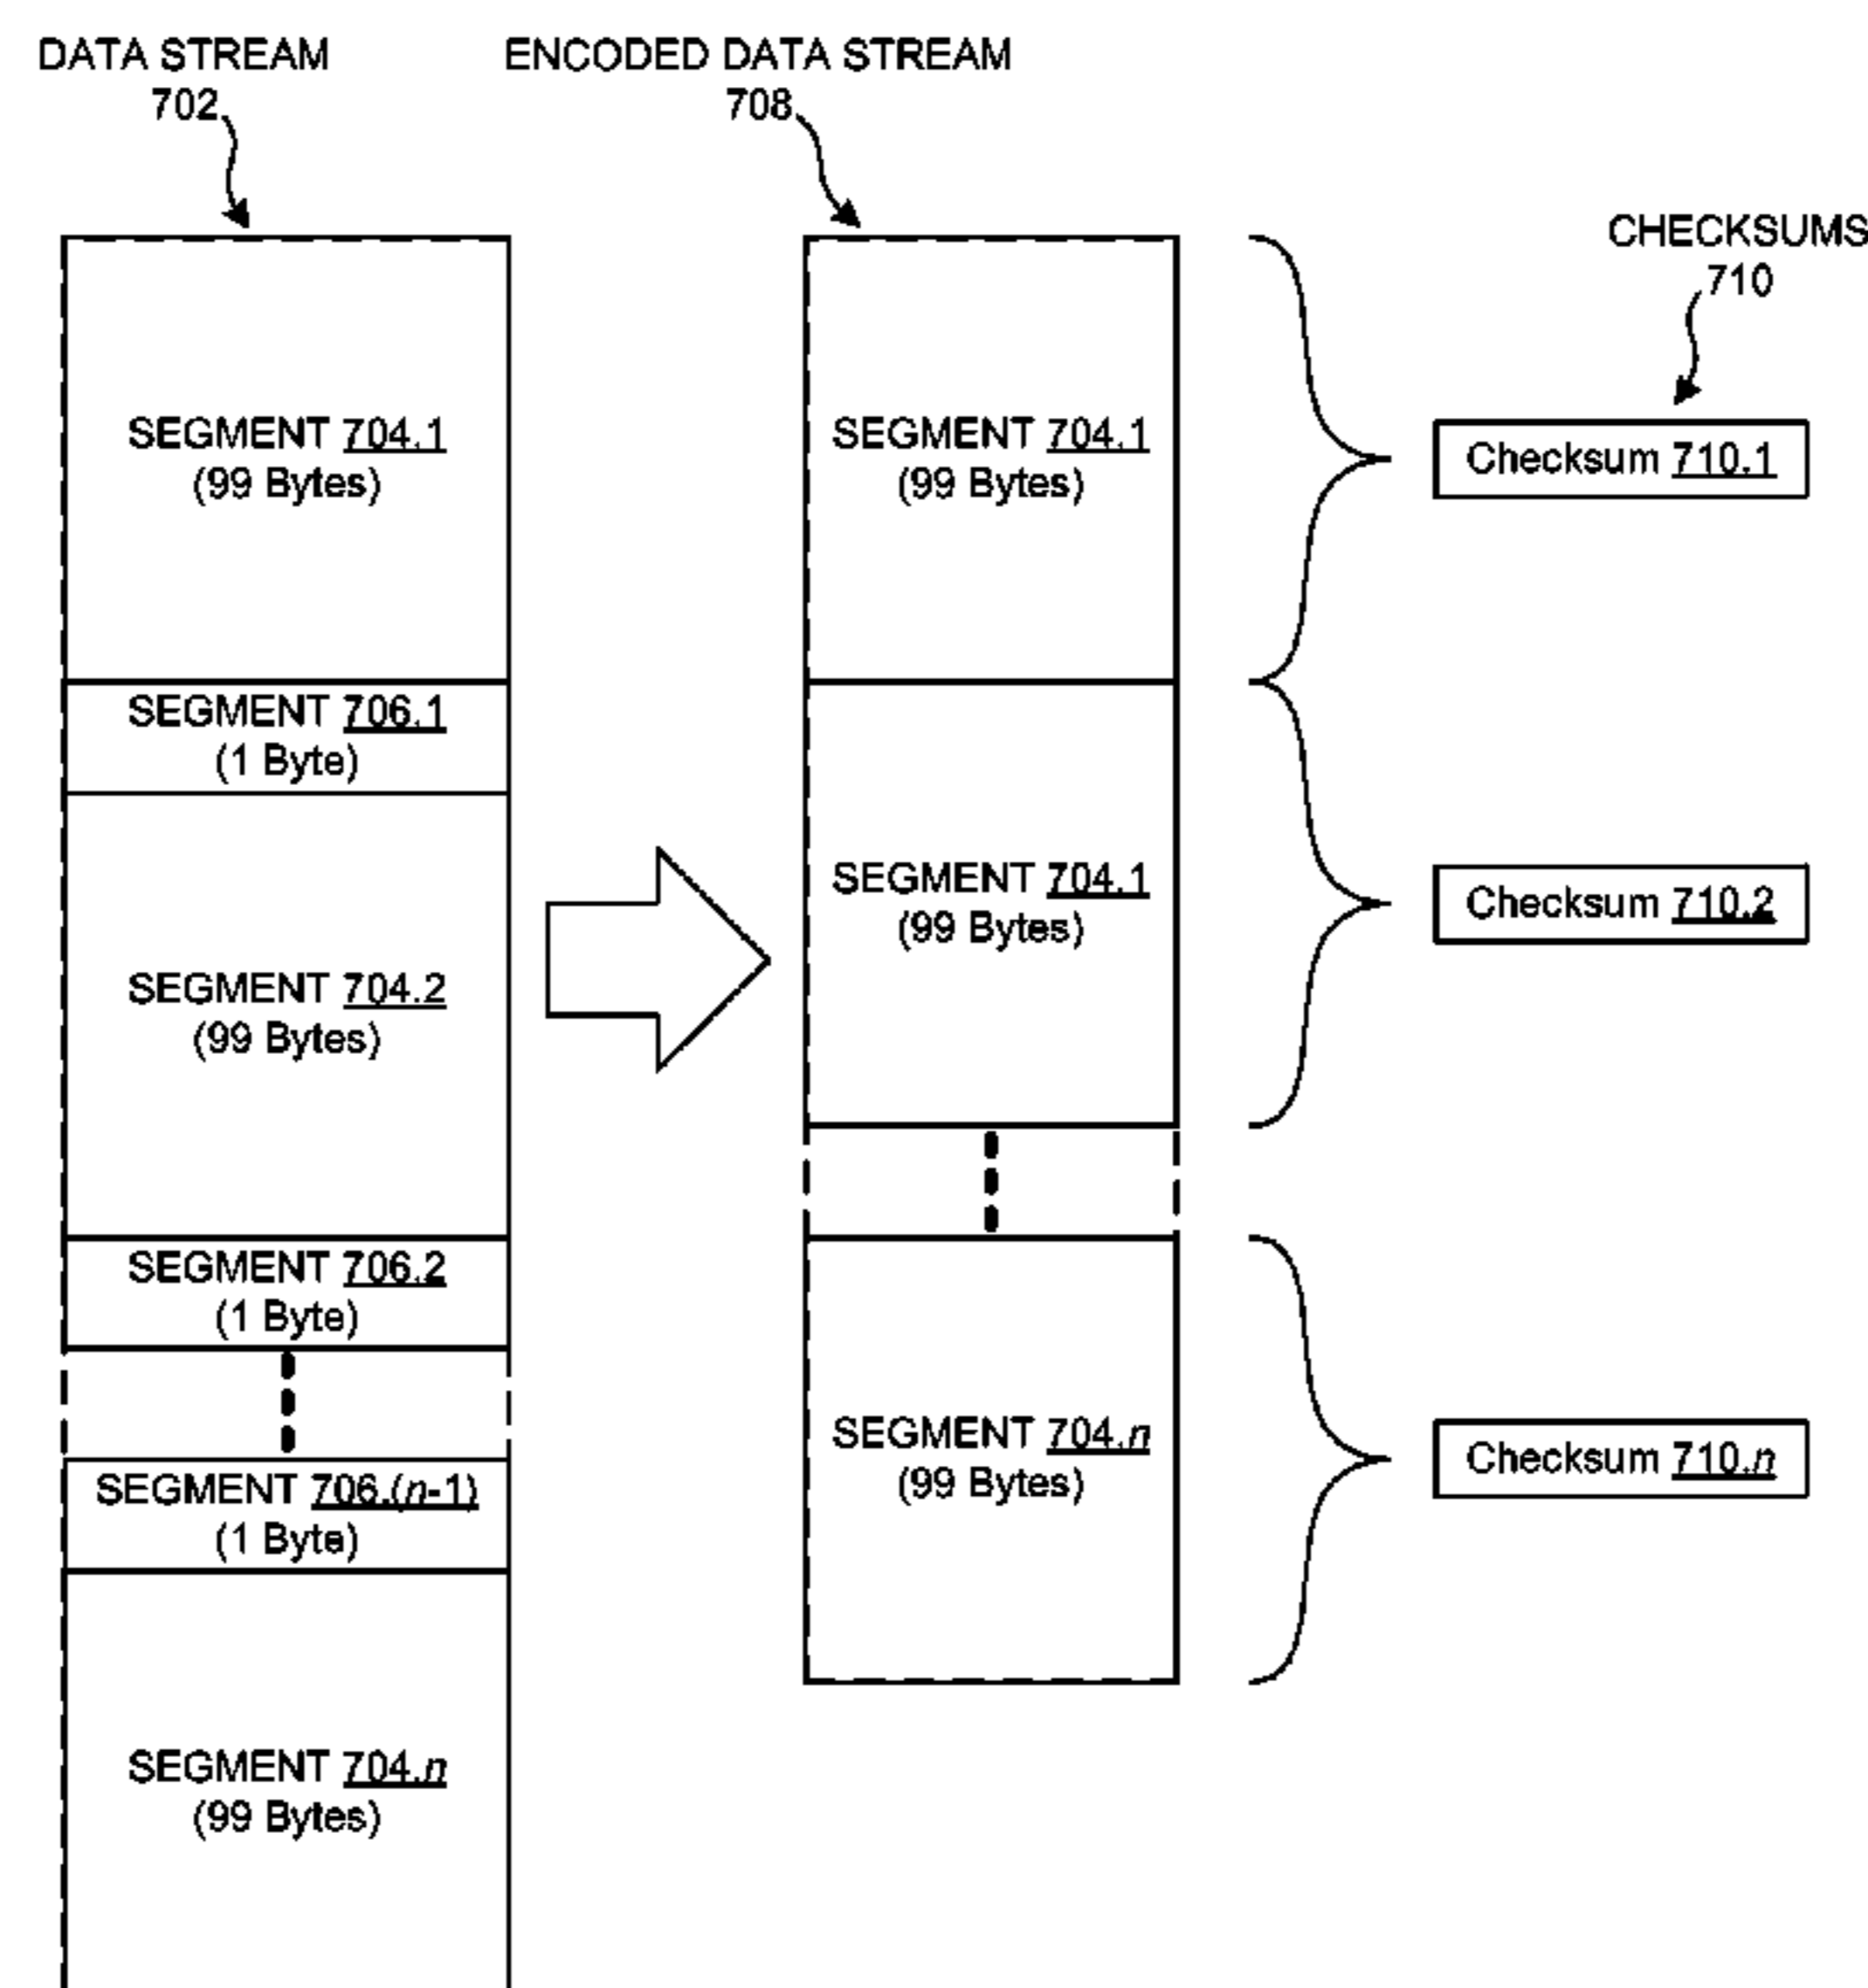 DATA STREAM
702
ENCODED DATA STREAM
708
CHECKSUMS
710
SEGMENT 704.1
(99 Bytes)
SEGMENT 706.1
(1 Byte)
SEGMENT 704.2
(99 Bytes)
SEGMENT 706.2
(1 Byte)
SEGMENT 706.(n-1)
(1 Byte)
SEGMENT 704.n
(99 Bytes)
SEGMENT 704.1
(99 Bytes)
SEGMENT 704.1
(99 Bytes)
SEGMENT 704.n
(99 Bytes)
Checksum 710.1
Checksum 710.2
Checksum 710.n